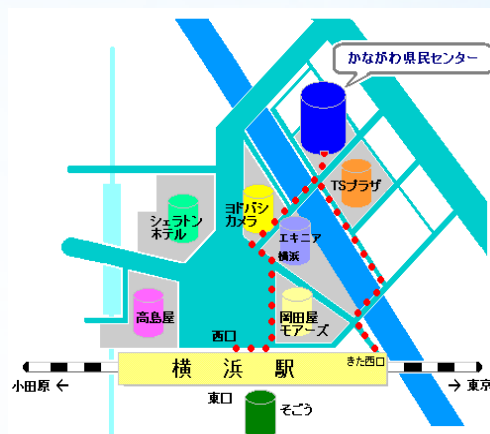 かながわ県民センター
TSプラザ
ヨドバシ
カメラ
シェラトン
ホテル
エキニア
横浜
高島屋
岡田屋
モアーズ
西口
きた西口
横浜駅
小田原 ←
→ 東京
東口
そごう